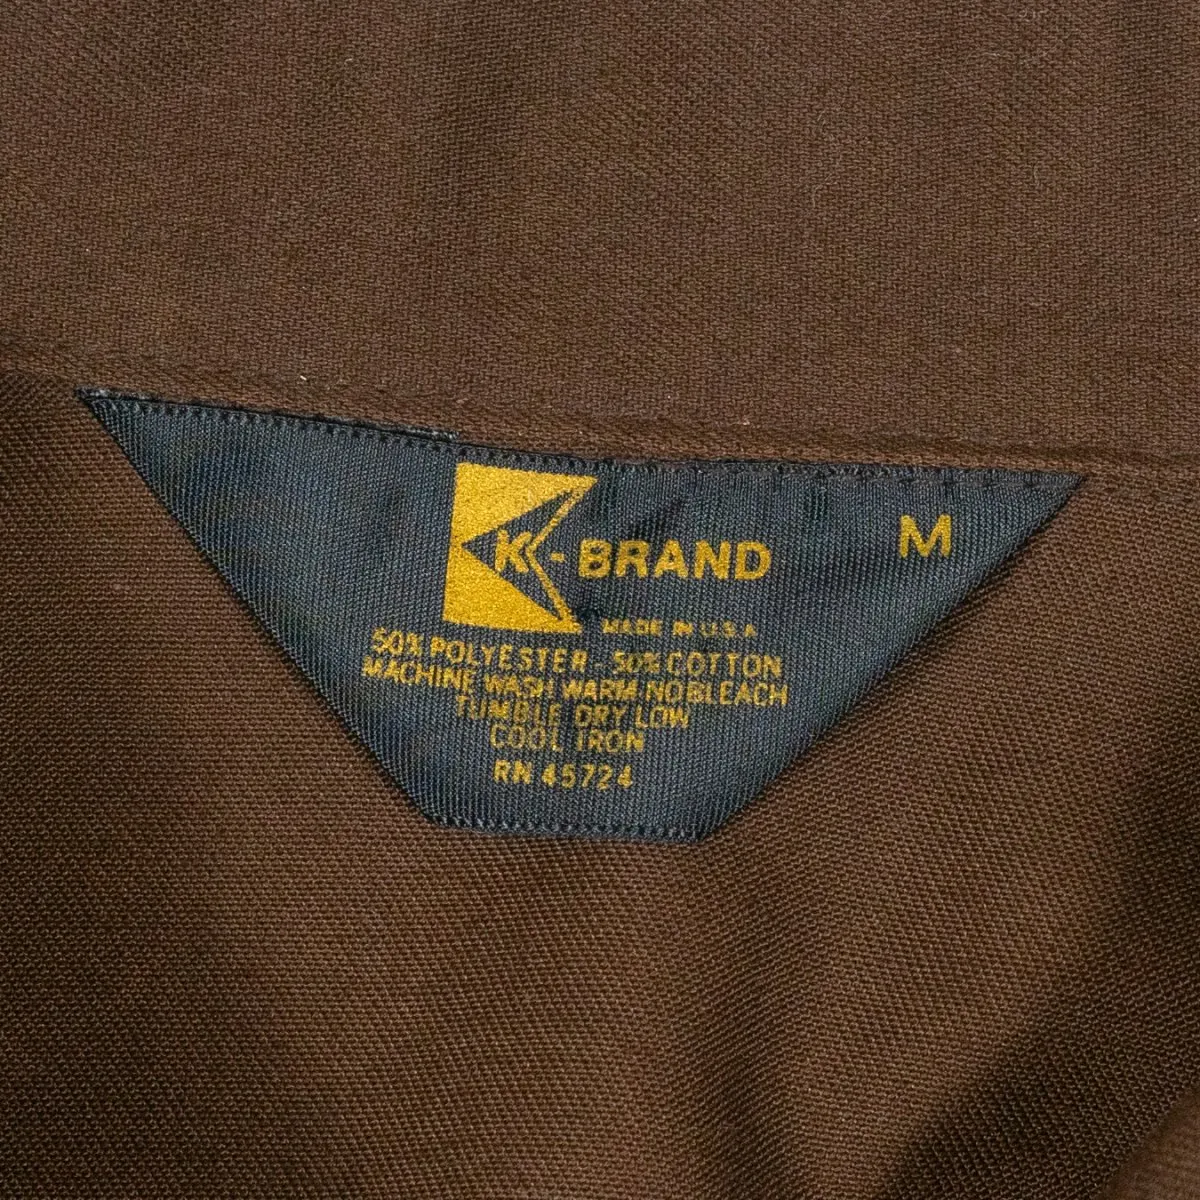 K-BRAND M
MADE IN U.S.A
50% POLYESTER - 50% COTTON
MACHINE WASH WARM NO BLEACH
TUMBLE DRY LOW
COOL IRON
RN 45724